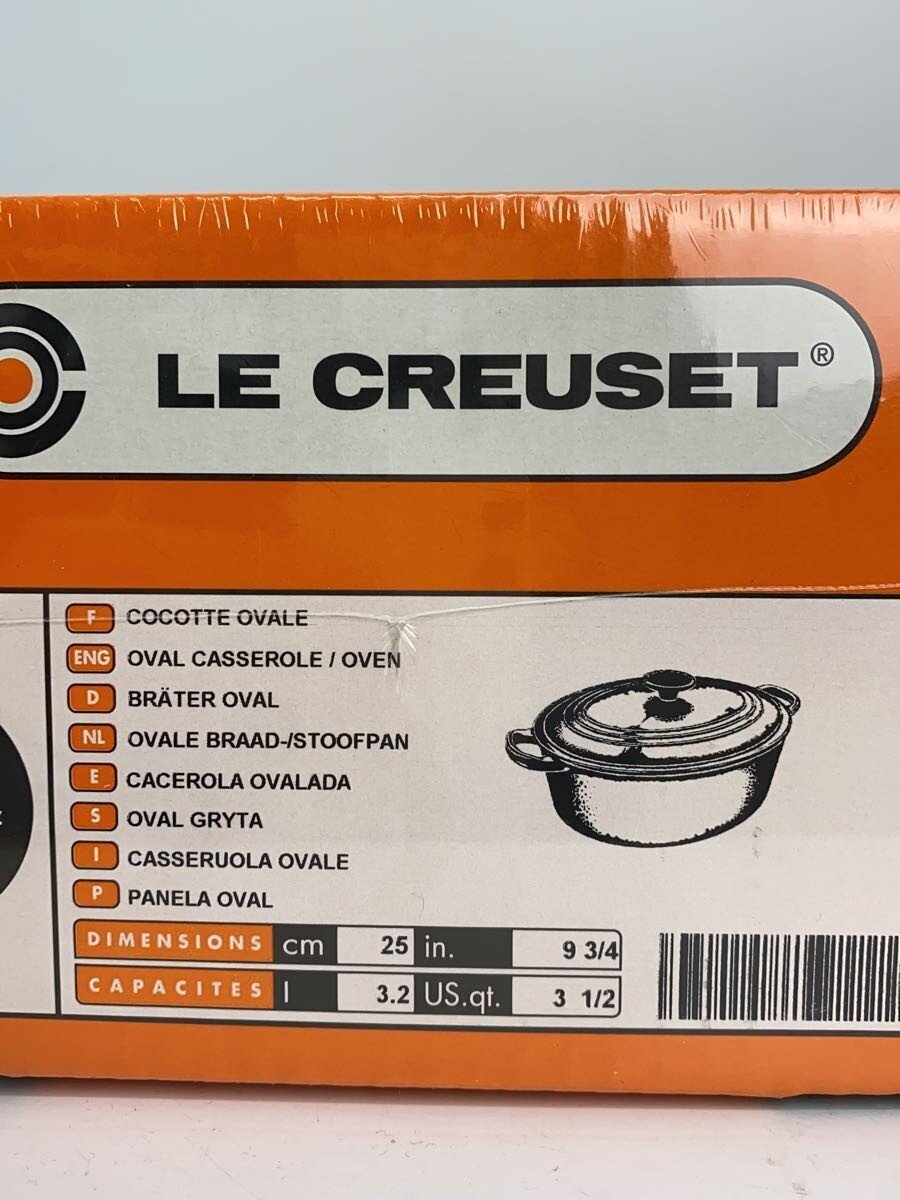 LE CREUSET®
F COCOTTE OVALE
ENG OVAL CASSEROLE / OVEN
D BRÄTER OVAL
NL OVALE BRAAD-/STOOFPAN
E CACEROLA OVALADA
S OVAL GRYTA
I CASSERUOLA OVALE
P PANELA OVAL
DIMENSIONS cm 25 in. 9 3/4
CAPACITES l 3.2 US.qt. 3 1/2